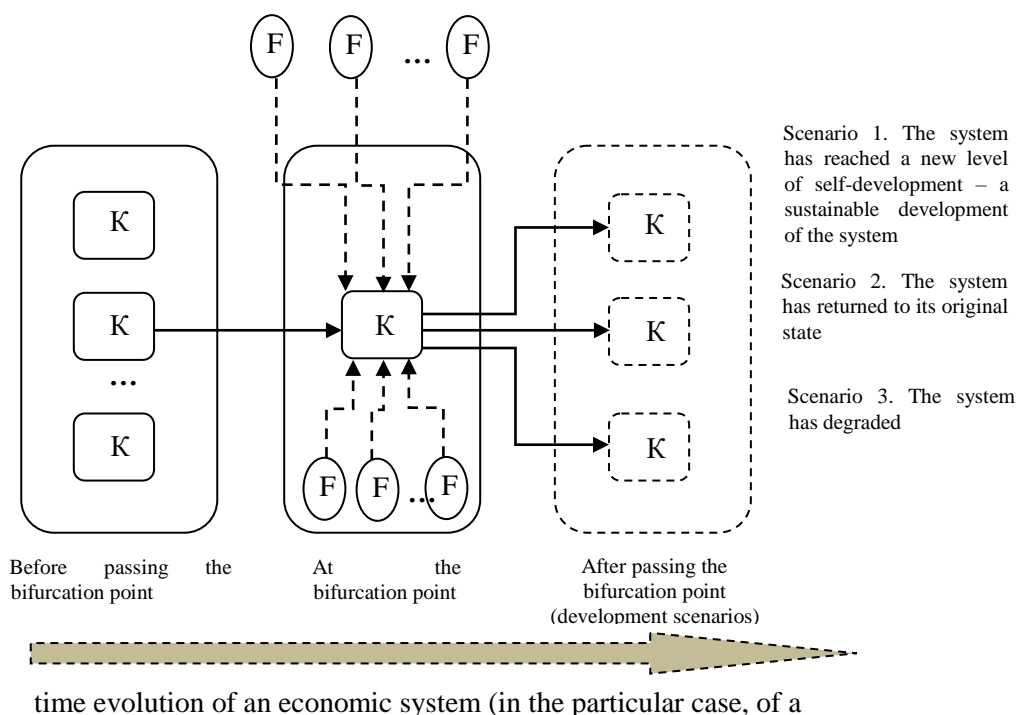 F F ... F
Scenario 1. The system
has reached a new level
of self-development – a
sustainable development
of the system
К
К
...
К
К
К
К
К
Scenario 2. The system
has returned to its original
state
Scenario 3. The system
has degraded
F F ... F
Before passing the
bifurcation point
At the
bifurcation point
After passing the
bifurcation point
(development scenarios)
time evolution of an economic system (in the particular case, of a